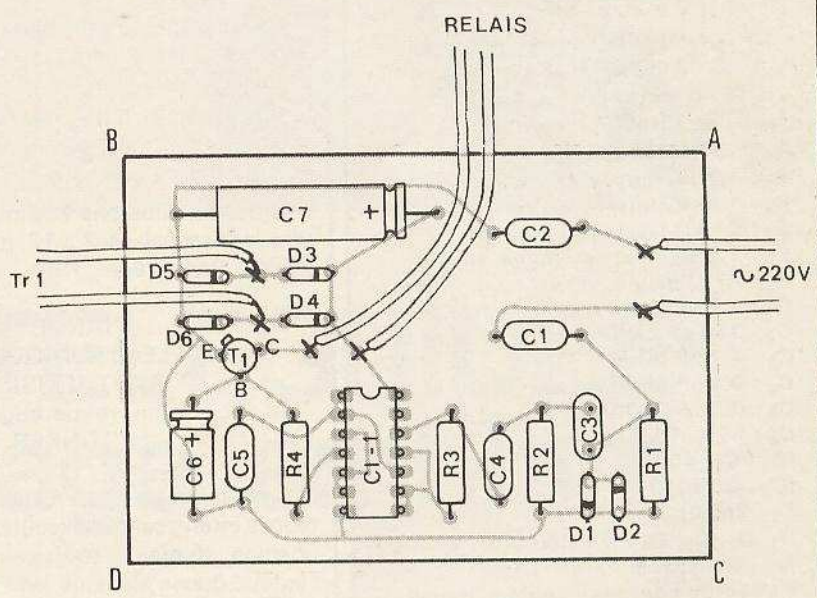 RELAIS
B
A
C7
+
C2
D3
D5
Tr 1
~220V
D4
D6
E
T1
C
C1
B
+
C6
C5
R4
C1-1
R3
C4
R2
C3
R1
D1
D2
D
C